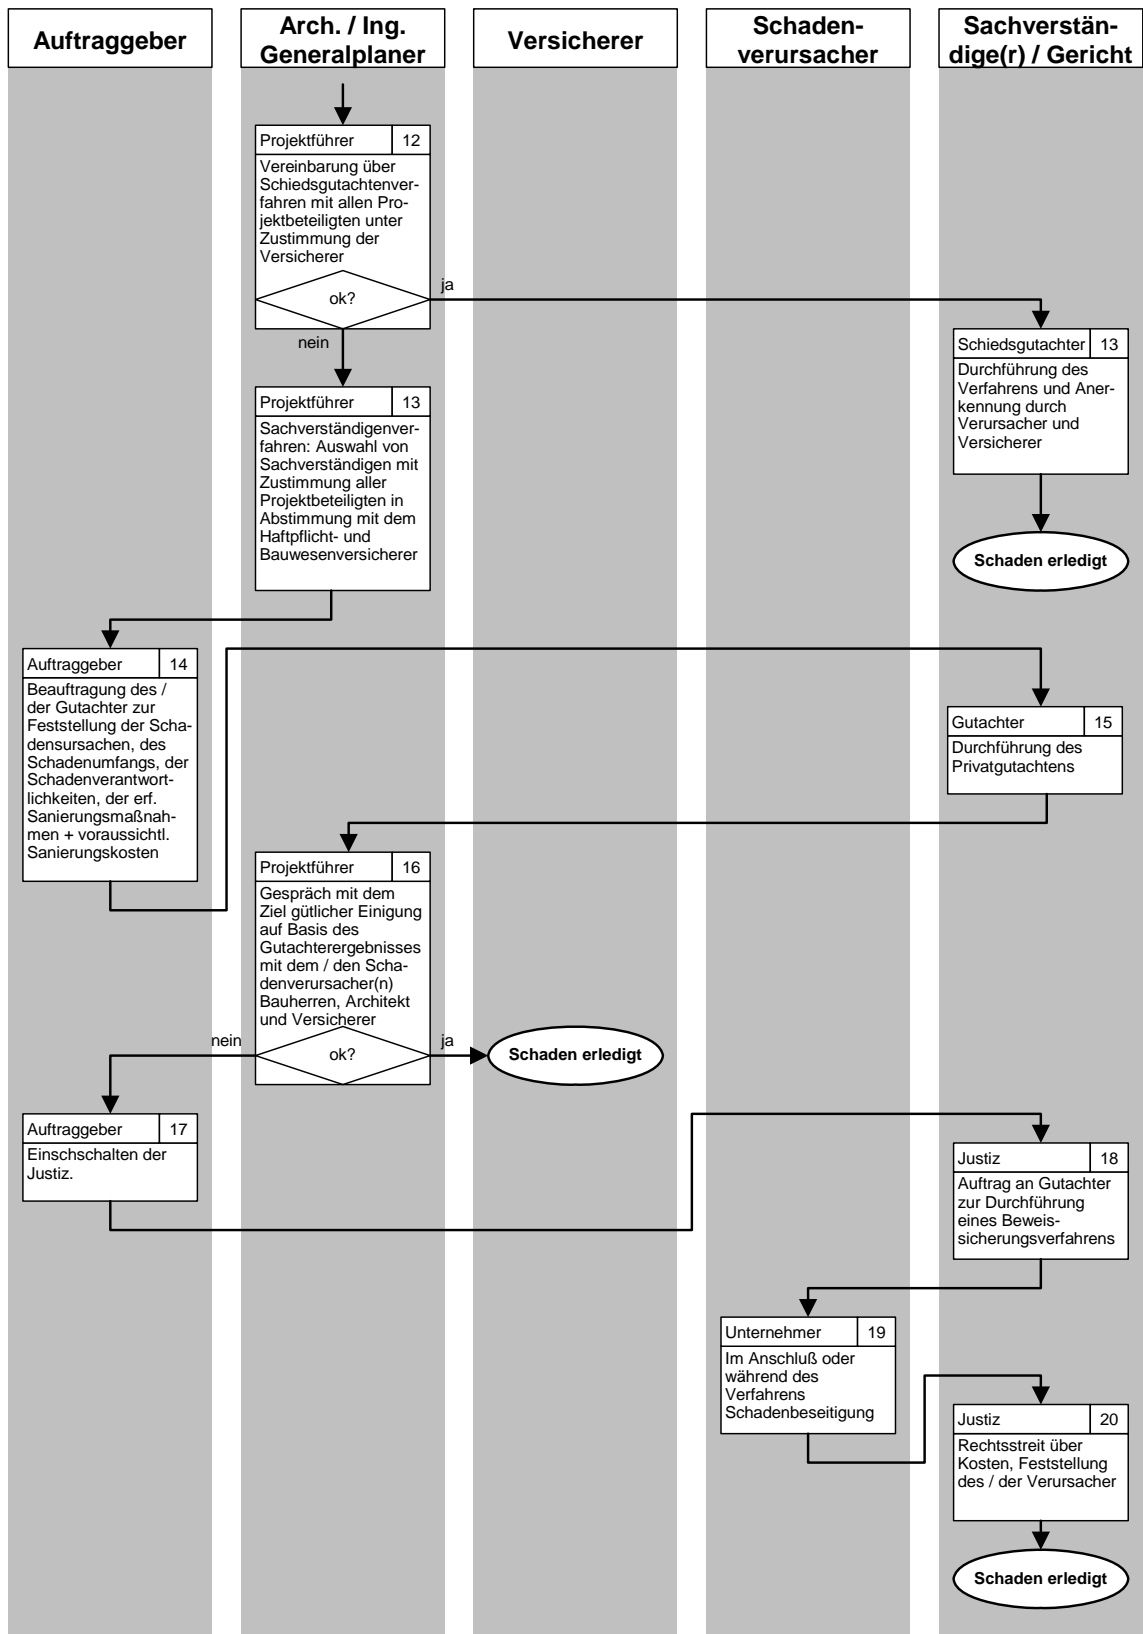 Auftraggeber
Arch. / Ing.
Generalplaner
Versicherer
Schaden-
verursacher
Sachverstän-
dige(r) / Gericht
Projektführer 12
Vereinbarung über
Schiedsgutachtenver-
fahren mit allen Pro-
jektbeteiligten unter
Zustimmung der
Versicherer
ok?
ja
nein
Schiedsgutachter 13
Durchführung des
Verfahrens und Aner-
kennung durch
Verursacher und
Versicherer
Schaden erledigt
Projektführer 13
Sachverständigenver-
fahren: Auswahl von
Sachverständigen mit
Zustimmung aller
Projektbeteiligten in
Abstimmung mit dem
Haftpflicht- und
Bauwesenversicherer
Auftraggeber 14
Beauftragung des /
der Gutachter zur
Feststellung der Scha-
densursachen, des
Schadenumfangs, der
Schadenverantwort-
lichkeiten, der erf.
Sanierungsmaßnah-
men + voraussichtl.
Sanierungskosten
Gutachter 15
Durchführung des
Privatgutachtens
Projektführer 16
Gespräch mit dem
Ziel gütlicher Einigung
auf Basis des
Gutachterergebnisses
mit dem / den Scha-
denverursacher(n)
Bauherren, Architekt
und Versicherer
ok?
nein
ja
Schaden erledigt
Auftraggeber 17
Einschschalten der
Justiz.
Justiz 18
Auftrag an Gutachter
zur Durchführung
eines Beweis-
sicherungsverfahrens
Unternehmer 19
Im Anschluß oder
während des
Verfahrens
Schadenbeseitigung
Justiz 20
Rechtsstreit über
Kosten, Feststellung
des / der Verursacher
Schaden erledigt